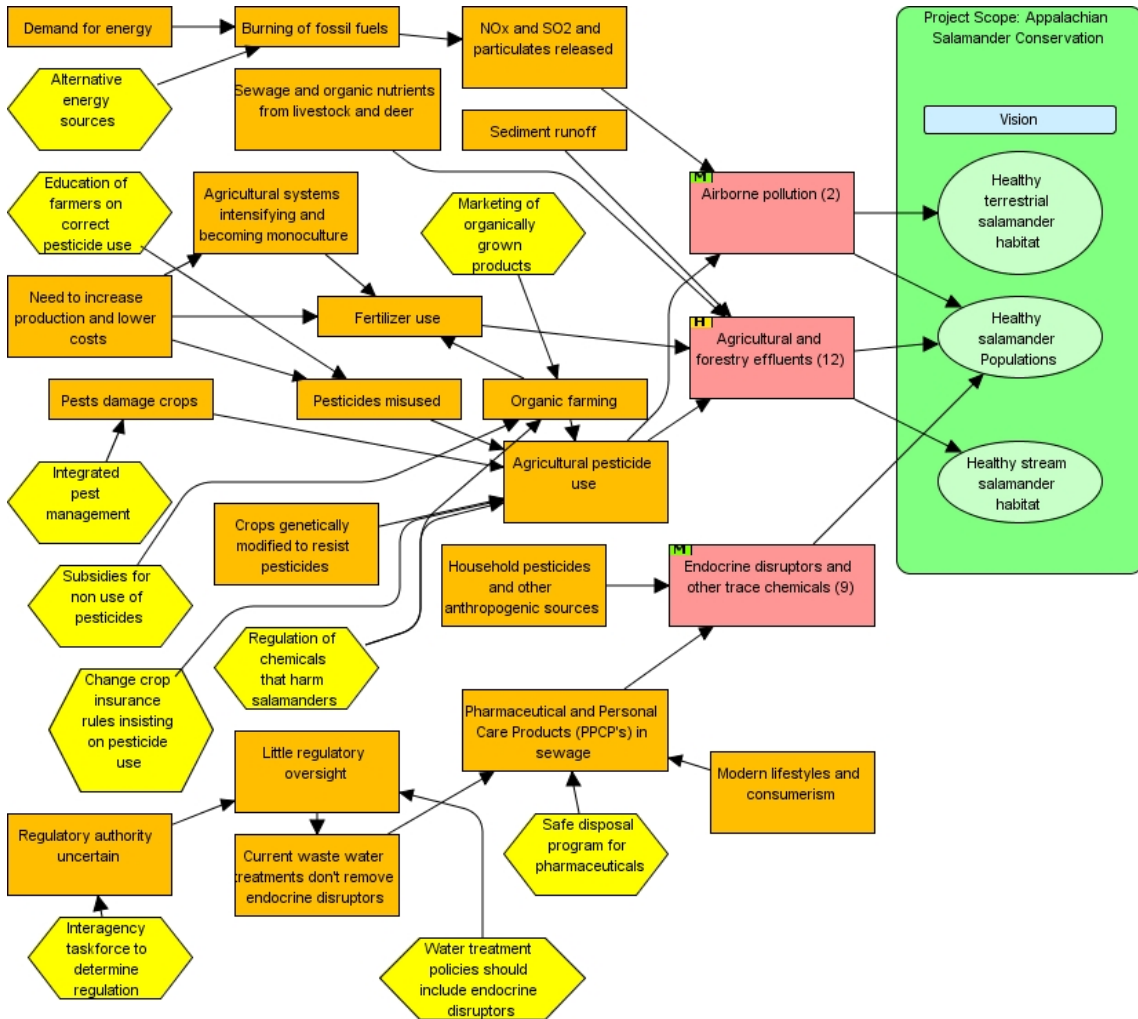 Demand for energy
Burning of fossil fuels
NOx and SO2 and
particulates released
Project Scope: Appalachian
Salamander Conservation
Alternative
energy
sources
Sewage and organic nutrients
from livestock and deer
Sediment runoff
Vision
Education of
farmers on
correct
pesticide use
Agricultural systems
intensifying and
becoming monoculture
Marketing of
organically
grown
products
M
Airborne pollution (2)
Healthy
terrestrial
salamander
habitat
Need to increase
production and lower
costs
Fertilizer use
H
Agricultural and
forestry effluents (12)
Healthy
salamander
Populations
Pests damage crops
Pesticides misused
Organic farming
Integrated
pest
management
Agricultural pesticide
use
Healthy stream
salamander
habitat
Crops genetically
modified to resist
pesticides
Subsidies for
non use of
pesticides
Household pesticides
and other
anthropogenic sources
M
Endocrine disruptors and
other trace chemicals (9)
Regulation of
chemicals
that harm
salamanders
Change crop
insurance
rules insisting
on pesticide
use
Pharmaceutical and Personal
Care Products (PPCP's) in
sewage
Little regulatory
oversight
Modern lifestyles and
consumerism
Regulatory authority
uncertain
Current waste water
treatments don't remove
endocrine disruptors
Safe disposal
program for
pharmaceuticals
Interagency
taskforce to
determine
regulation
Water treatment
policies should
include endocrine
disruptors